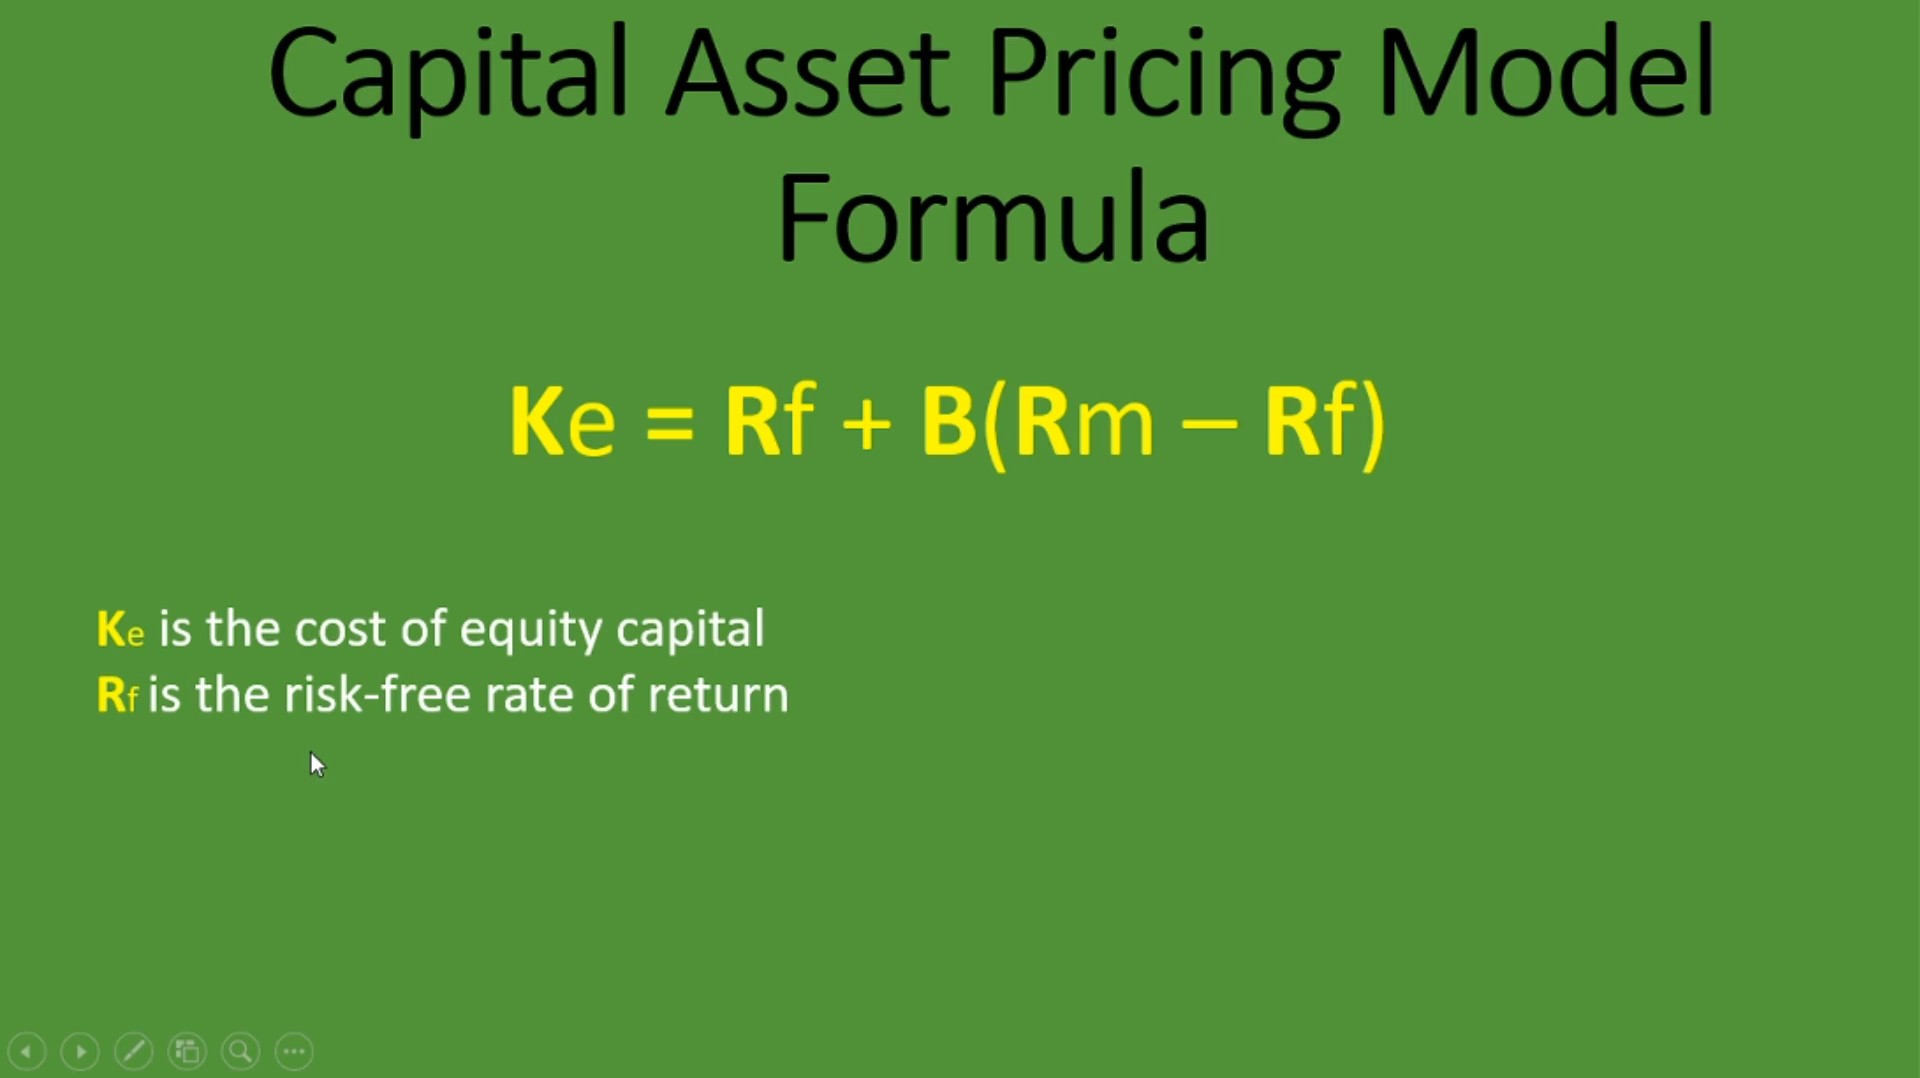 Capital Asset Pricing Model
Formula
Ke = Rf + B(Rm – Rf)
Ke is the cost of equity capital
Rf is the risk-free rate of return